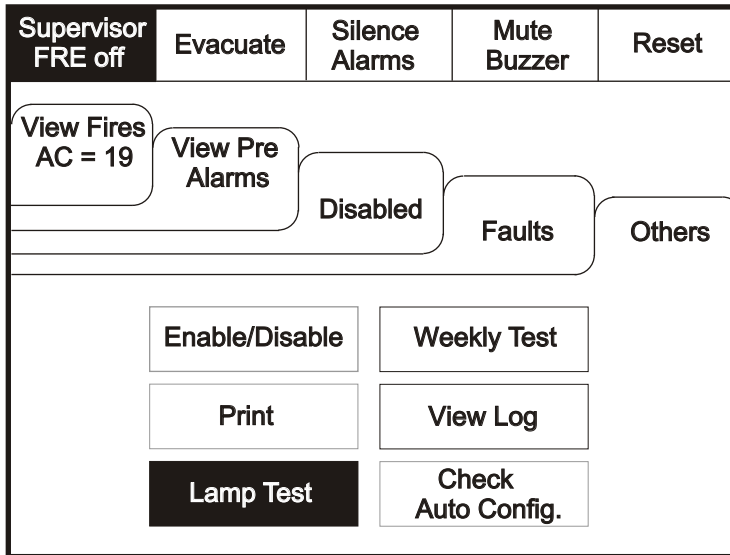 Supervisor
FRE off
Evacuate
Silence
Alarms
Mute
Buzzer
Reset
View Fires
AC = 19
View Pre
Alarms
Disabled
Faults
Others
Enable/Disable
Weekly Test
Print
View Log
Lamp Test
Check
Auto Config.